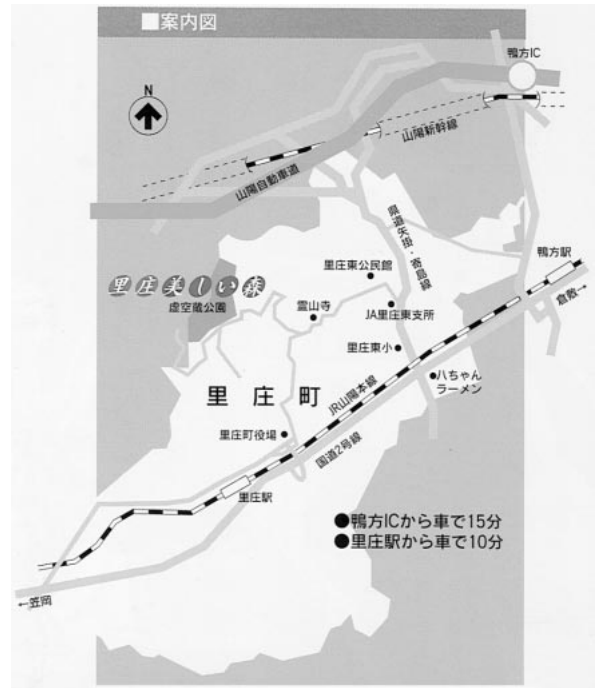 ■案内図
鴨方IC
N
山陽新幹線
山陽自動車道
県道矢掛・寄島線
鴨方駅
倉敷→
里庄東公民館
里庄美しい森
虚空蔵公園
霊山寺
JA里庄東支所
里庄東小
八ちゃん
ラーメン
里庄町
JR山陽本線
里庄町役場
国道2号線
里庄駅
●鴨方ICから車で15分
●里庄駅から車で10分
←笠岡